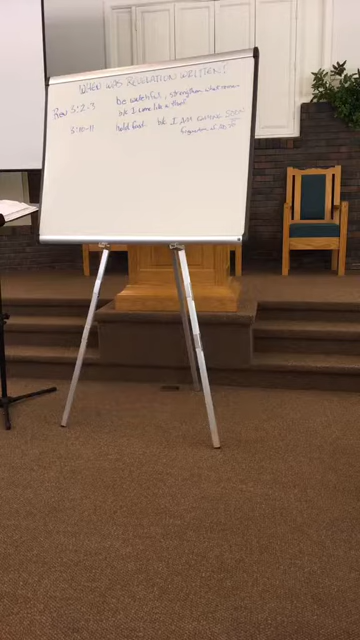 WHEN WAS REVELATION WRITTEN?
Rev 3:2-3 be watchful, strengthen what remain
b/c I come like a thief
3:10-11 hold fast b/c I AM COMING SOON